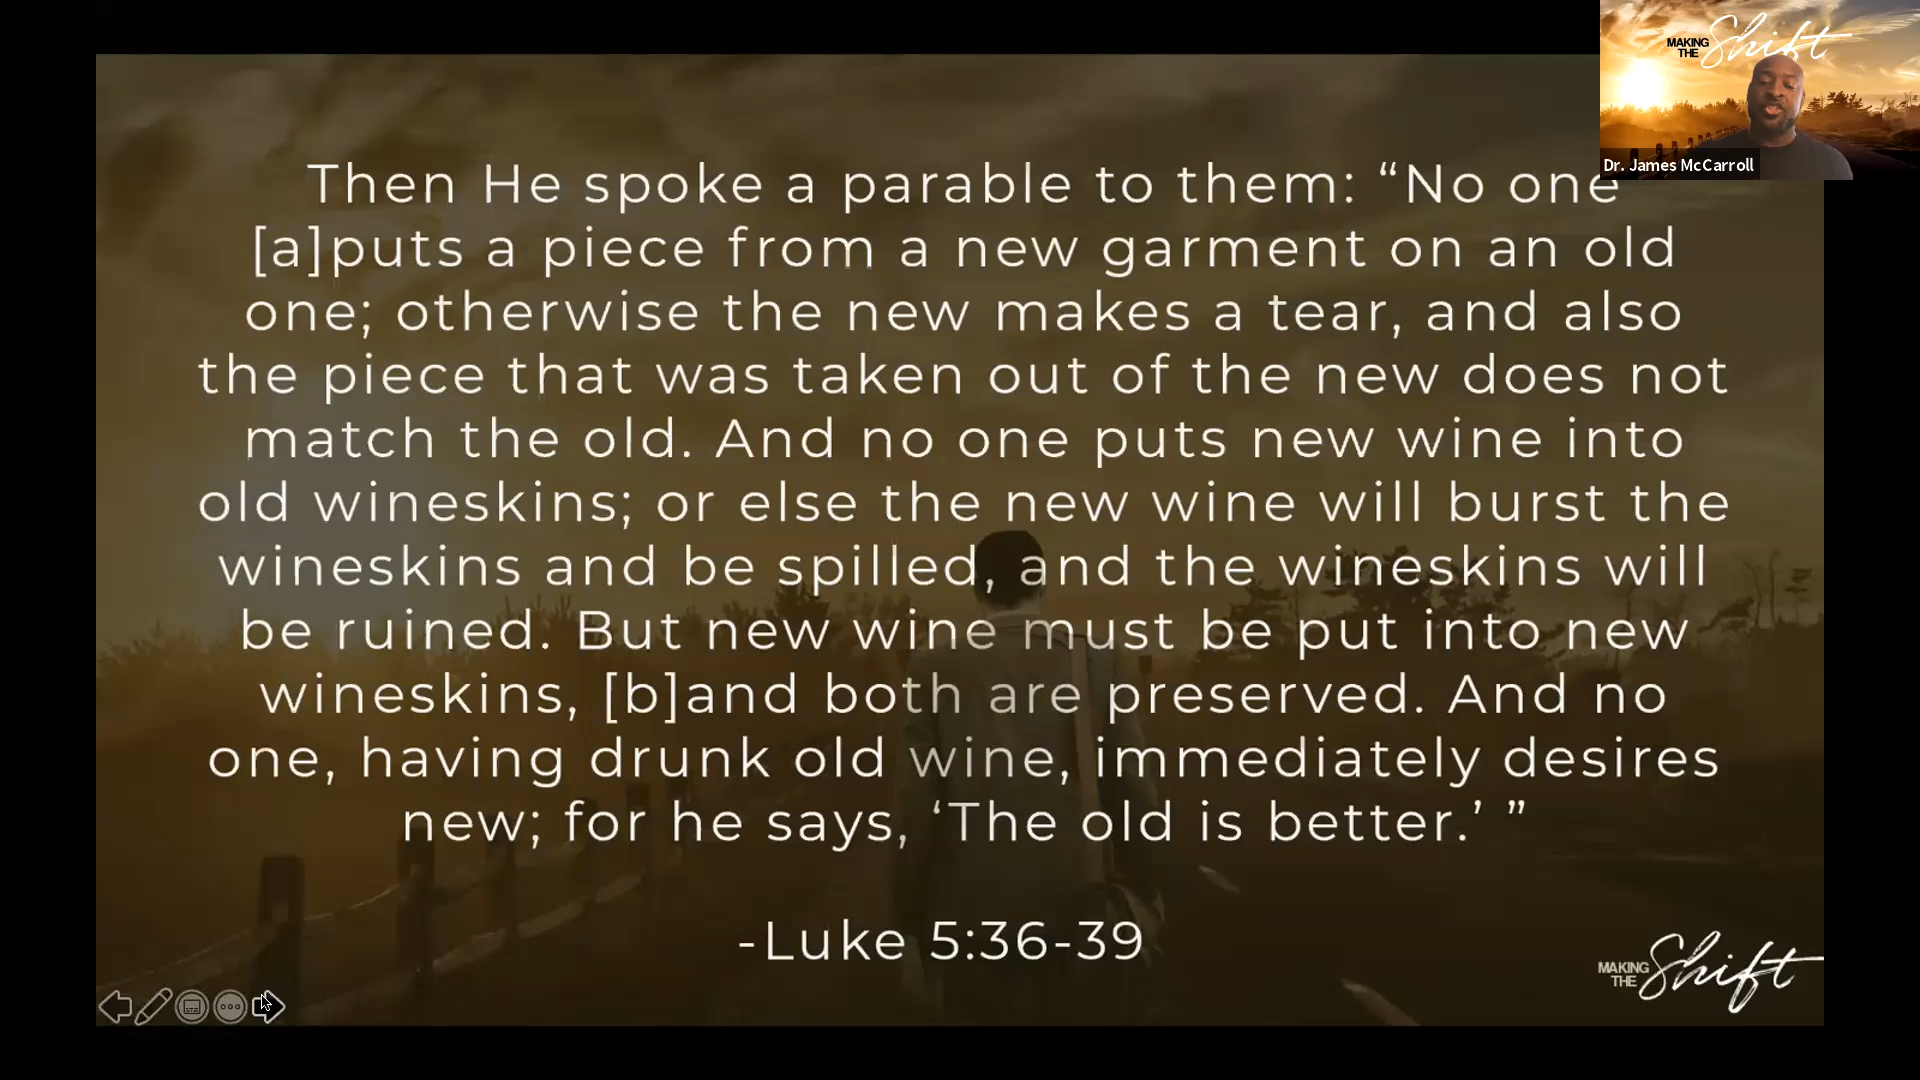 MAKING
THE Shift
Dr. James McCarroll
Then He spoke a parable to them: “No one
[a]puts a piece from a new garment on an old
one; otherwise the new makes a tear, and also
the piece that was taken out of the new does not
match the old. And no one puts new wine into
old wineskins; or else the new wine will burst the
wineskins and be spilled, and the wineskins will
be ruined. But new wine must be put into new
wineskins, [b]and both are preserved. And no
one, having drunk old wine, immediately desires
new; for he says, ‘The old is better.’ ”
-Luke 5:36-39
MAKING
THE Shift